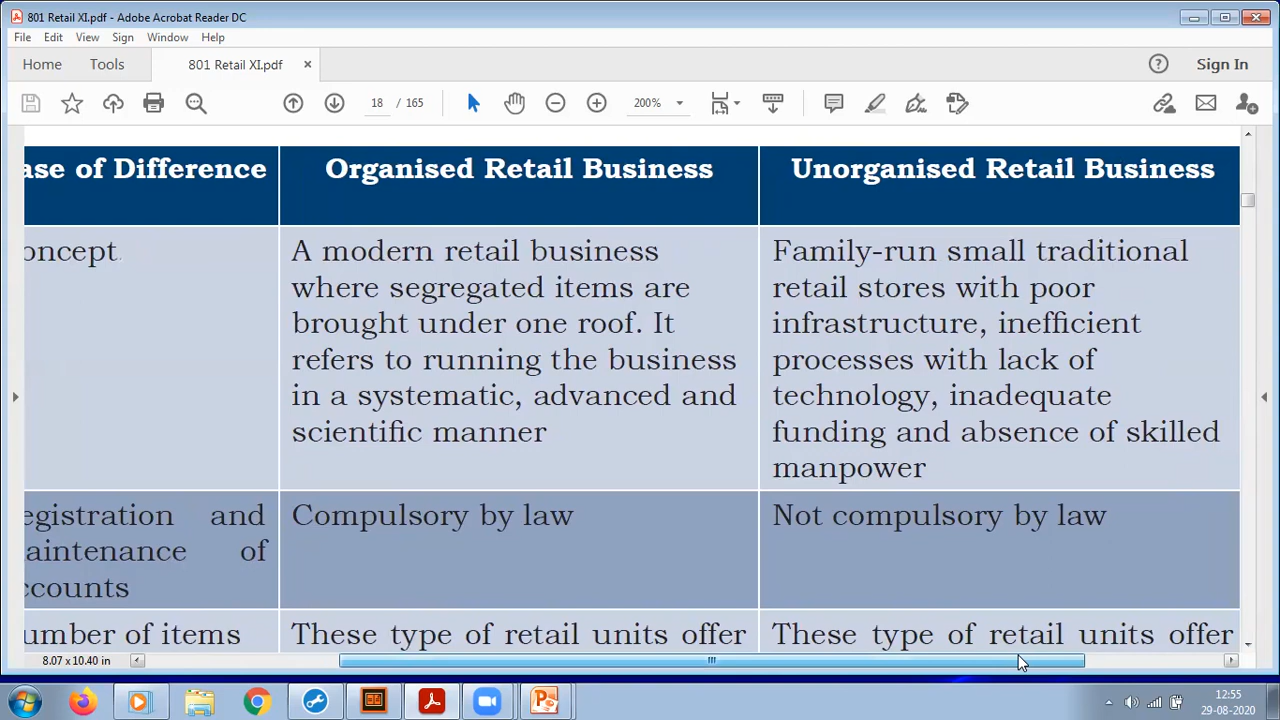 801 Retail XI.pdf - Adobe Acrobat Reader DC
File Edit View Sign Window Help
Home Tools 801 Retail XI.pdf × Sign In
18 / 165 200%
ase of Difference Organised Retail Business Unorganised Retail Business
oncept
A modern retail business
where segregated items are
brought under one roof. It
refers to running the business
in a systematic, advanced and
scientific manner
Family-run small traditional
retail stores with poor
infrastructure, inefficient
processes with lack of
technology, inadequate
funding and absence of skilled
manpower
egistration and
aintenance of
ccounts
Compulsory by law
Not compulsory by law
umber of items
These type of retail units offer
These type of retail units offer
8.07 x 10.40 in
12:55
29-08-2020